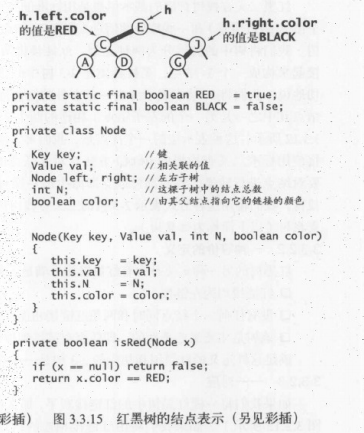 h.left.color
的值是RED
h
h.right.color
的值是BLACK
E
C
J
A
D
G
private static final boolean RED = true;
private static final boolean BLACK = false;
private class Node
{
Key key; // 键
Value val; // 相关联的值
Node left, right; // 左右子树
int N; // 这棵子树中的结点总数
boolean color; // 由其父结点指向它的链接的颜色
Node(Key key, Value val, int N, boolean color)
{
this.key = key;
this.val = val;
this.N = N;
this.color = color;
}
}
private boolean isRed(Node x)
{
if (x == null) return false;
return x.color == RED;
}
彩插） 图 3.3.15 红黑树的结点表示（另见彩插）